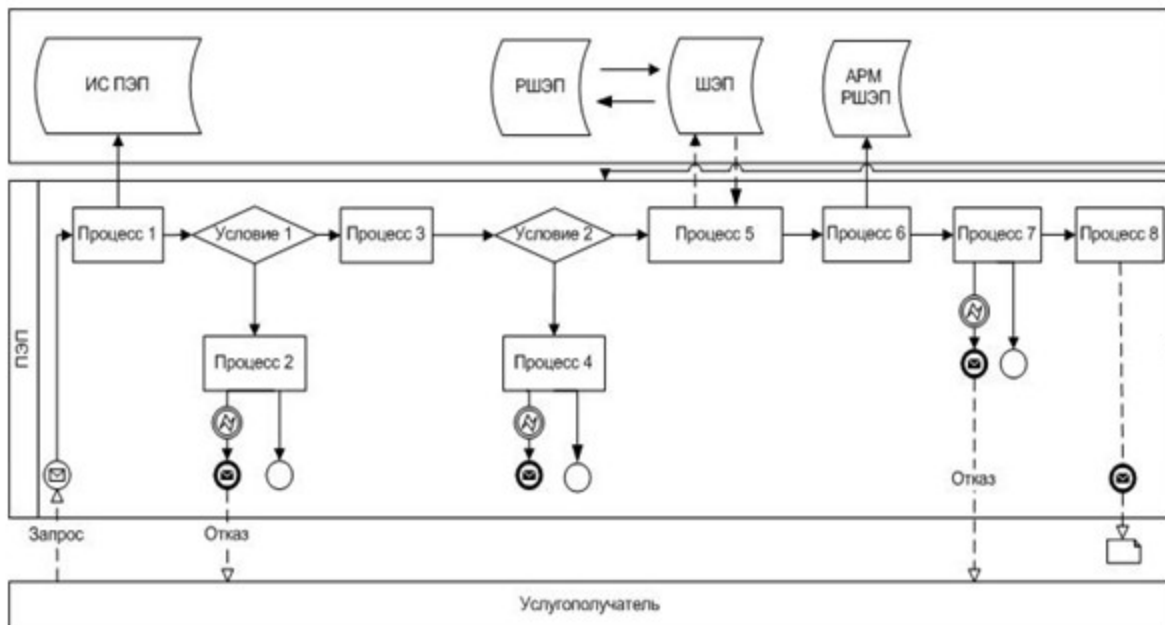 ИС ПЭП
РШЭП
ШЭП
АРМ
РШЭП
ПЭП
Процесс 1
Условие 1
Процесс 3
Условие 2
Процесс 5
Процесс 6
Процесс 7
Процесс 8
Процесс 2
Процесс 4
Отказ
Запрос
Отказ
Услугополучатель